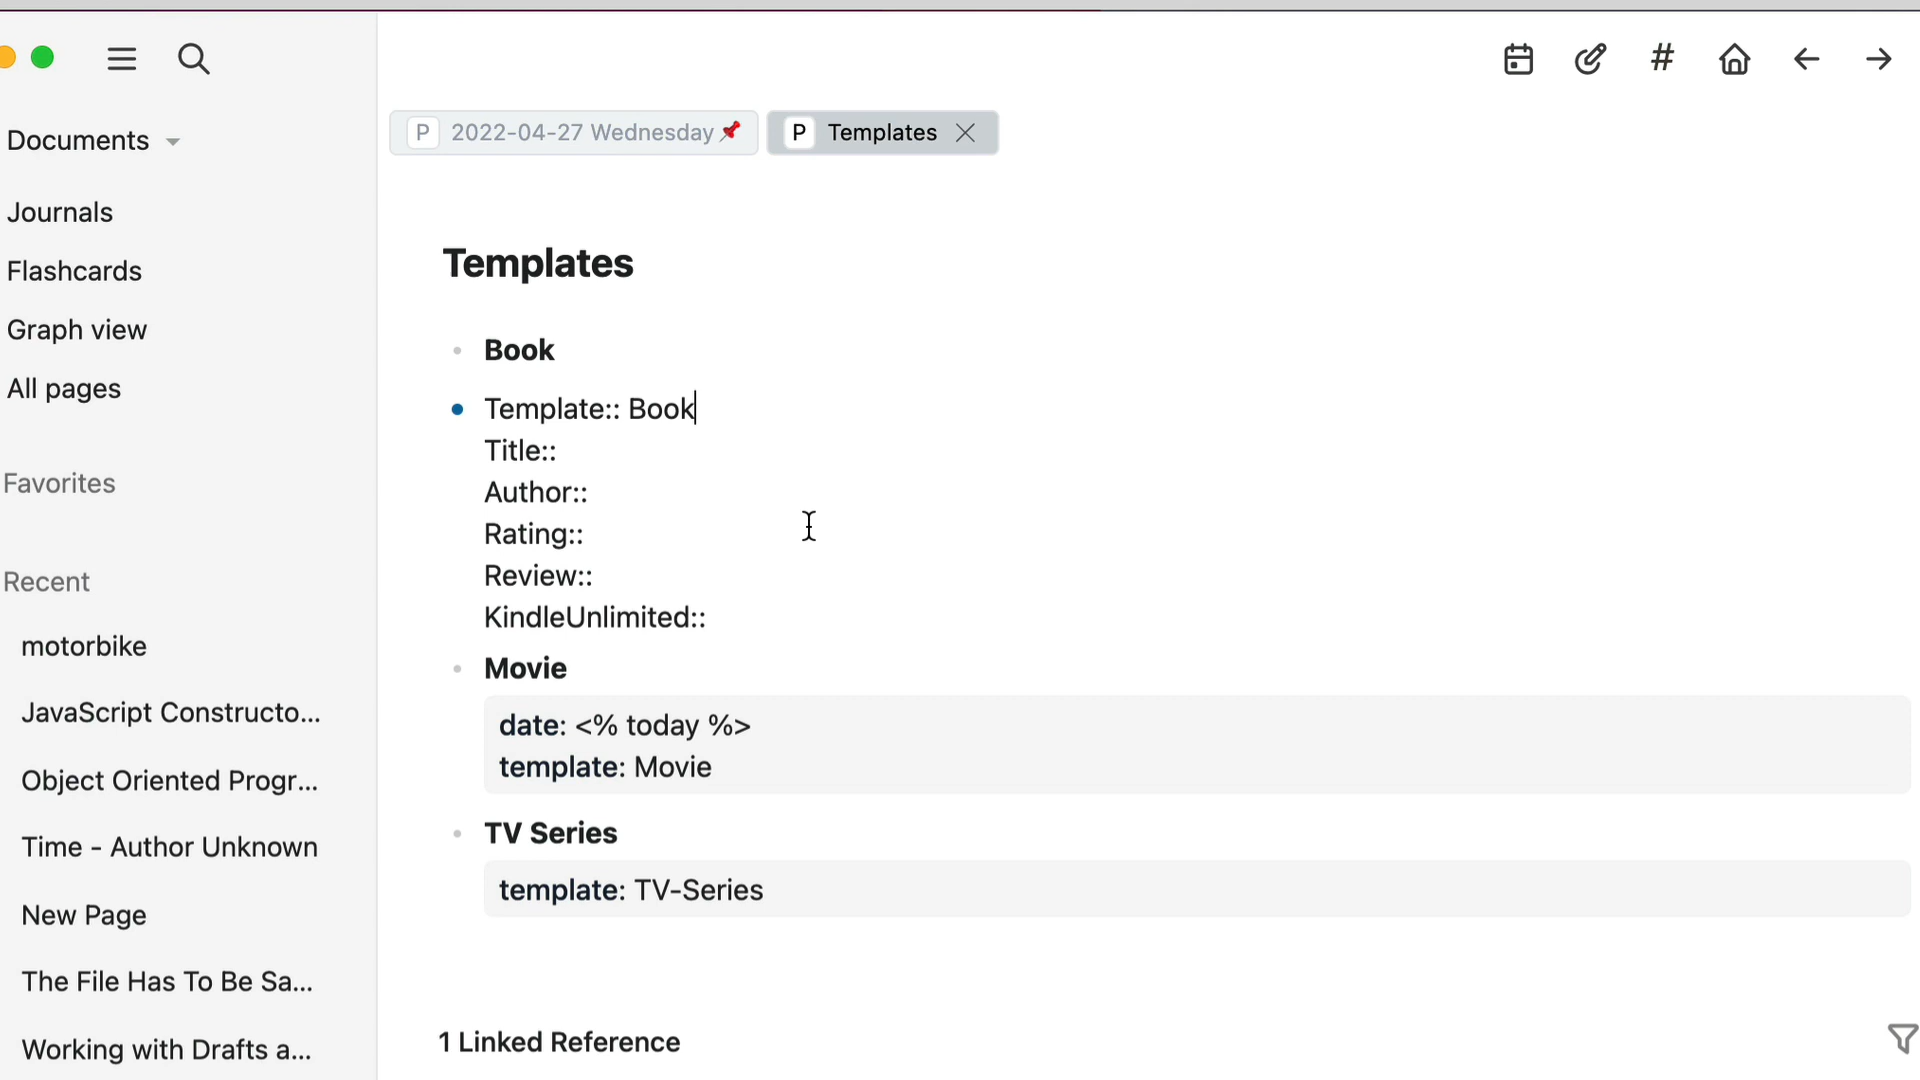 Documents
Journals
Flashcards
Graph view
All pages
Favorites
Recent
motorbike
JavaScript Constructo...
Object Oriented Progr...
Time - Author Unknown
New Page
The File Has To Be Sa...
Working with Drafts a...
P 2022-04-27 Wednesday P Templates
Templates
Book
Template:: Book
Title::
Author::
Rating::
Review::
KindleUnlimited::
Movie
date: <% today %>
template: Movie
TV Series
template: TV-Series
1 Linked Reference